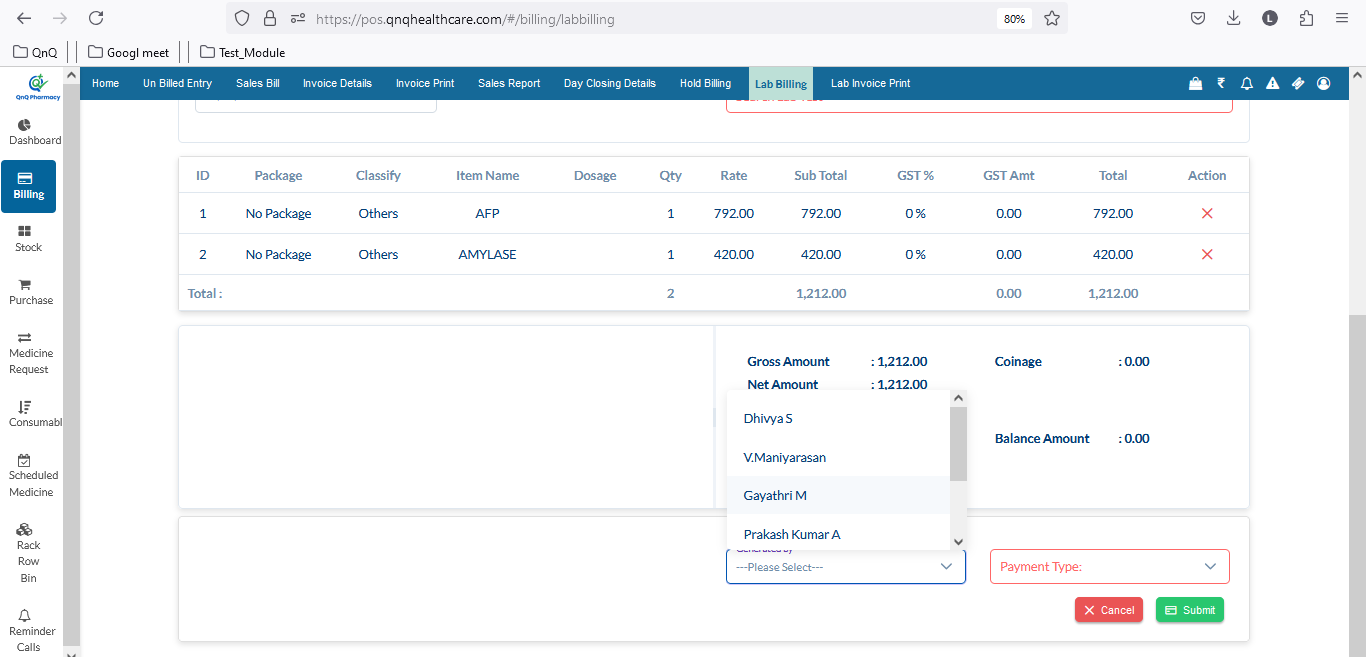 https://pos.qnqhealthcare.com/#/billing/labbilling
80%
L
QnQ
Googl meet
Test_Module
QnQ Pharmacy
Home
Un Billed Entry
Sales Bill
Invoice Details
Invoice Print
Sales Report
Day Closing Details
Hold Billing
Lab Billing
Lab Invoice Print
Dashboard
Billing
Stock
Purchase
Medicine
Request
Consumabl
Scheduled
Medicine
Rack
Row
Bin
Reminder
Calls
ID Package Classify Item Name Dosage Qty Rate Sub Total GST % GST Amt Total Action
1 No Package Others AFP 1 792.00 792.00 0 % 0.00 792.00
2 No Package Others AMYLASE 1 420.00 420.00 0 % 0.00 420.00
Total : 2 1,212.00 0.00 1,212.00
Gross Amount : 1,212.00 Coinage : 0.00
Net Amount : 1,212.00
Balance Amount : 0.00
Dhivya S
V.Maniyarasan
Gayathri M
Prakash Kumar A
Generated by
---Please Select---
Payment Type:
Cancel
Submit